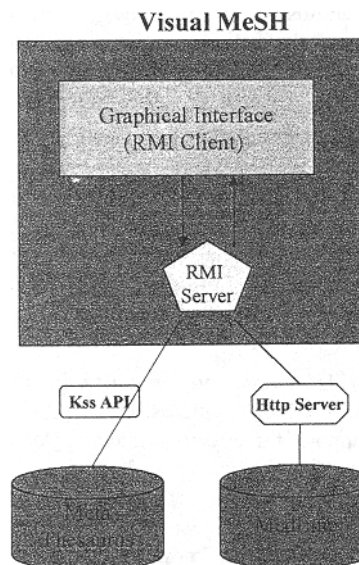 Visual MeSH
Graphical Interface
(RMI Client)
RMI
Server
Kss API
Http Server
Meta
Thesaurus
Medline